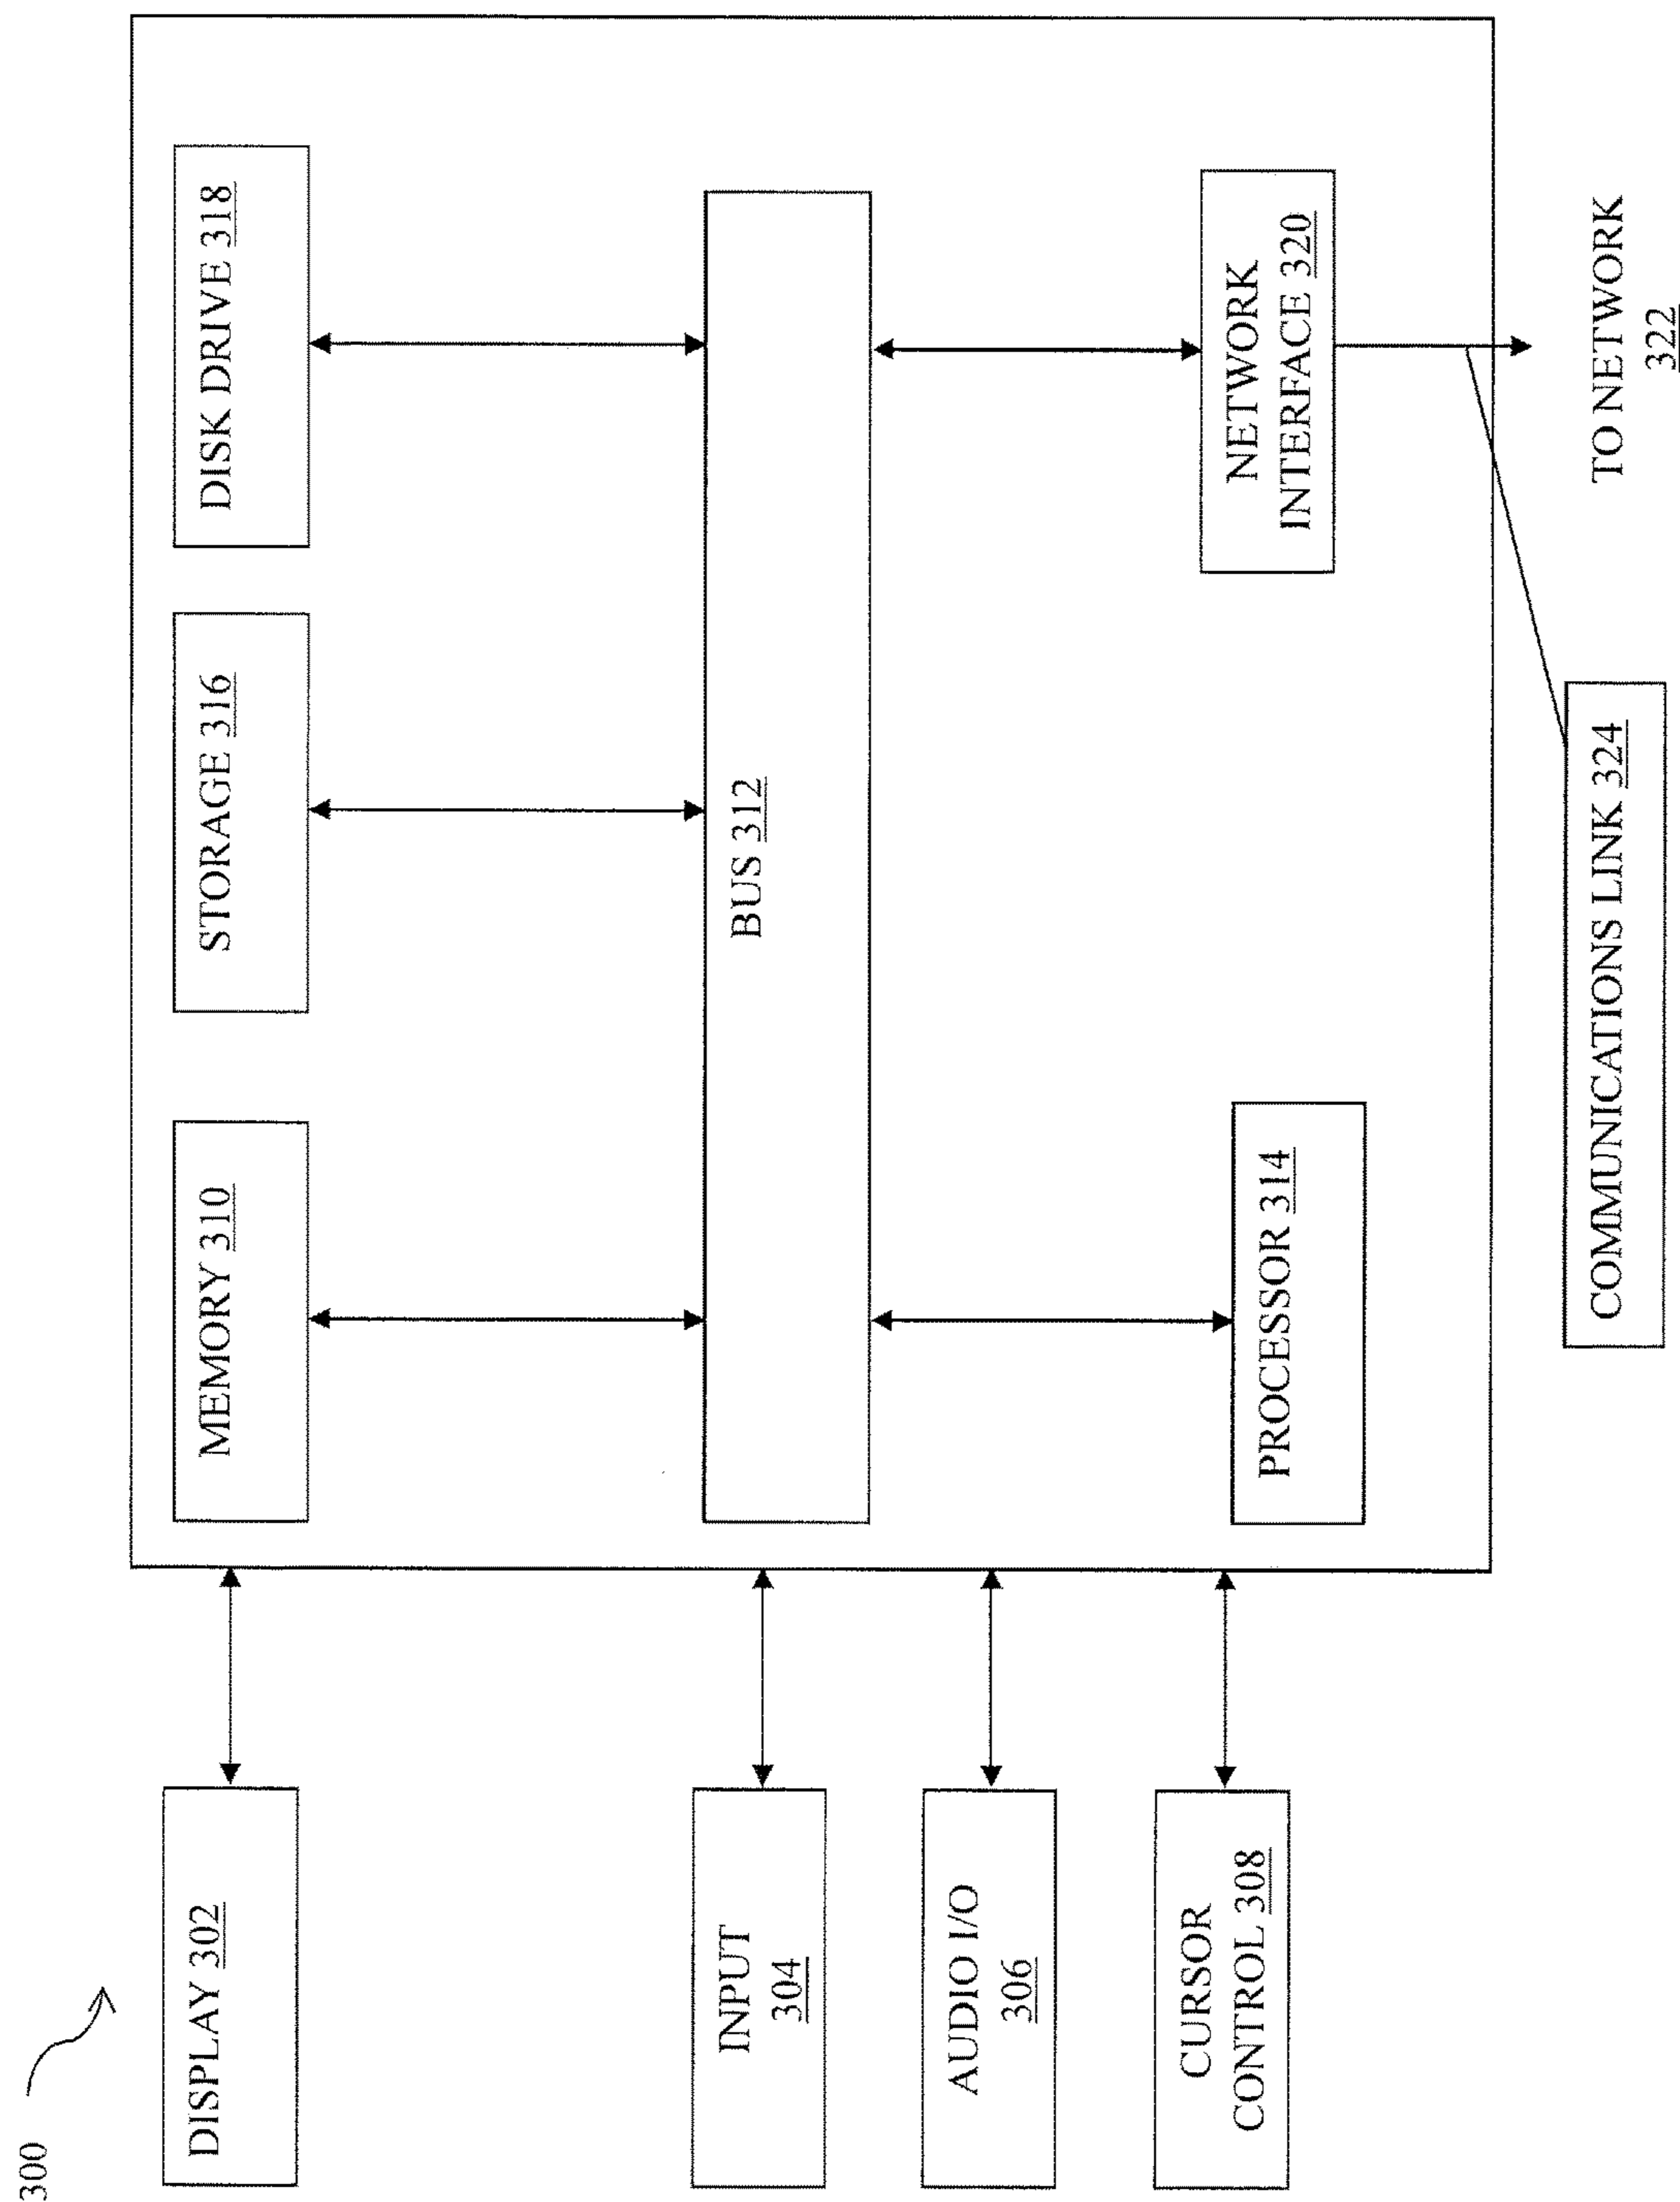 300
DISPLAY 302
INPUT
304
AUDIO I/O
306
CURSOR
CONTROL 308
MEMORY 310
STORAGE 316
DISK DRIVE 318
BUS 312
PROCESSOR 314
NETWORK
INTERFACE 320
COMMUNICATIONS LINK 324
TO NETWORK
322